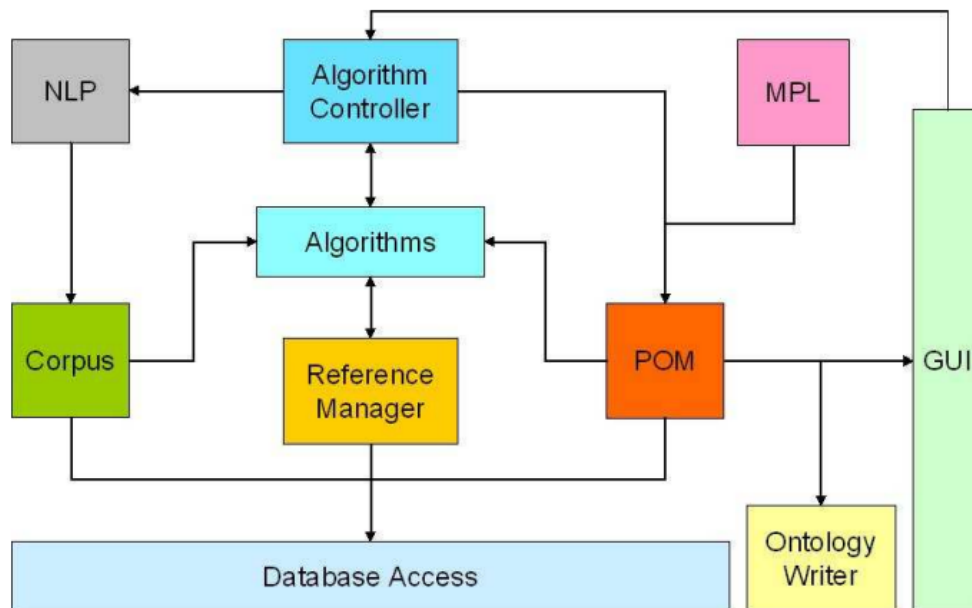 NLP
Algorithm
Controller
MPL
Algorithms
Corpus
Reference
Manager
POM
GUI
Ontology
Writer
Database Access